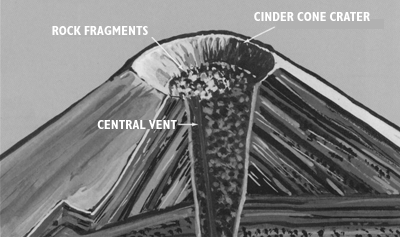 CINDER CONE CRATER
ROCK FRAGMENTS
CENTRAL VENT